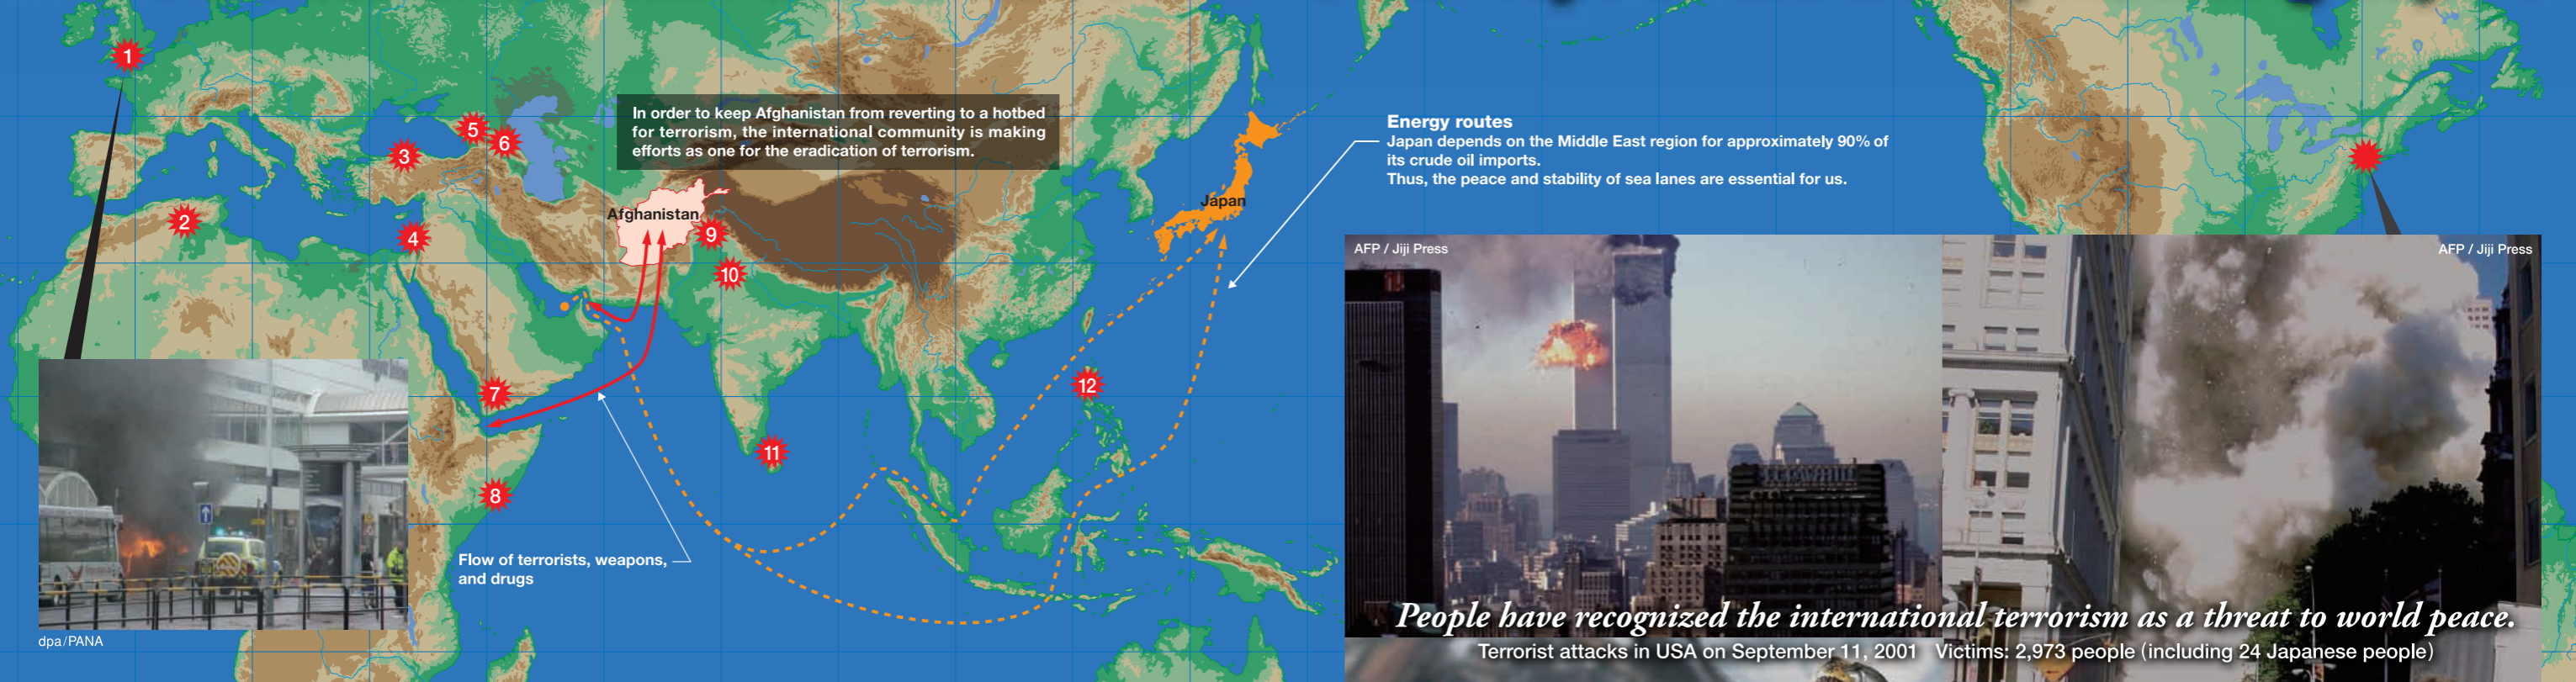 1
In order to keep Afghanistan from reverting to a hotbed
for terrorism, the international community is making
efforts as one for the eradication of terrorism.
Energy routes
Japan depends on the Middle East region for approximately 90% of
its crude oil imports.
Thus, the peace and stability of sea lanes are essential for us.
5
6
3
2
4
Afghanistan
9
10
Japan
AFP / Jiji Press
AFP / Jiji Press
7
12
11
8
Flow of terrorists, weapons,
and drugs
dpa/PANA
People have recognized the international terrorism as a threat to world peace.
Terrorist attacks in USA on September 11, 2001 Victims: 2,973 people (including 24 Japanese people)